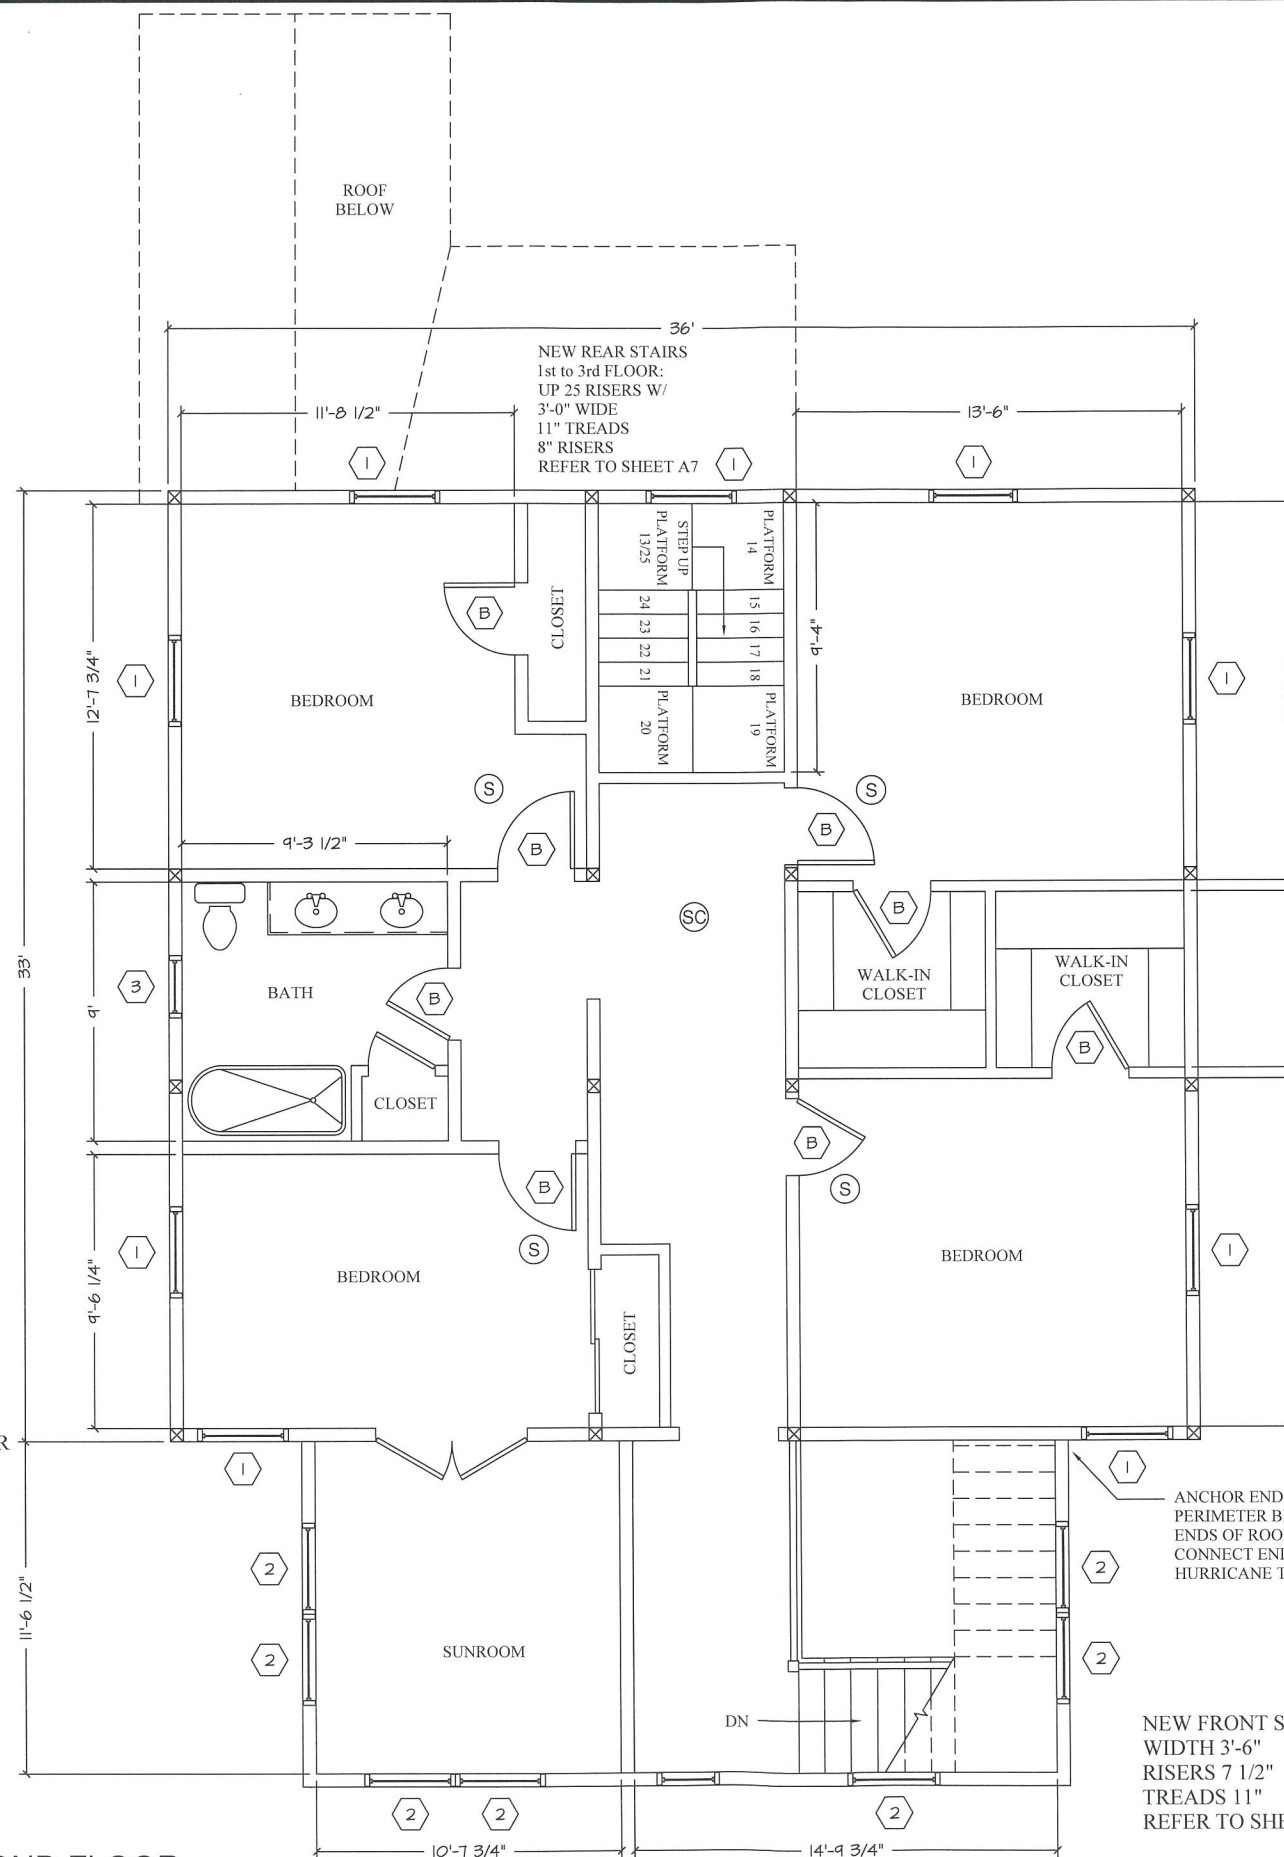 ROOF
BELOW
36'
NEW REAR STAIRS
1st to 3rd FLOOR:
UP 25 RISERS W/
3'-0" WIDE
11" TREADS
8" RISERS
REFER TO SHEET A7
11'-8 1/2"
13'-6"
1
1
1
PLATFORM
13/25
STEP UP
PLATFORM
14
24
23
22
21
15
16
17
18
PLATFORM
20
PLATFORM
19
9'-4"
B
CLOSET
12'-7 3/4"
1
BEDROOM
BEDROOM
1
S
S
9'-3 1/2"
B
B
B
SC
33'
3
9'
BATH
B
WALK-IN
CLOSET
WALK-IN
CLOSET
B
CLOSET
B
B
S
S
1
9'-6 1/4"
BEDROOM
BEDROOM
1
CLOSET
R
1
1
ANCHOR END
PERIMETER B
ENDS OF ROO
CONNECT END
HURRICANE T
2
2
2
2
11'-6 1/2"
SUNROOM
DN
NEW FRONT S
WIDTH 3'-6"
RISERS 7 1/2"
TREADS 11"
REFER TO SHE
2
2
2
10'-7 3/4"
14'-9 3/4"